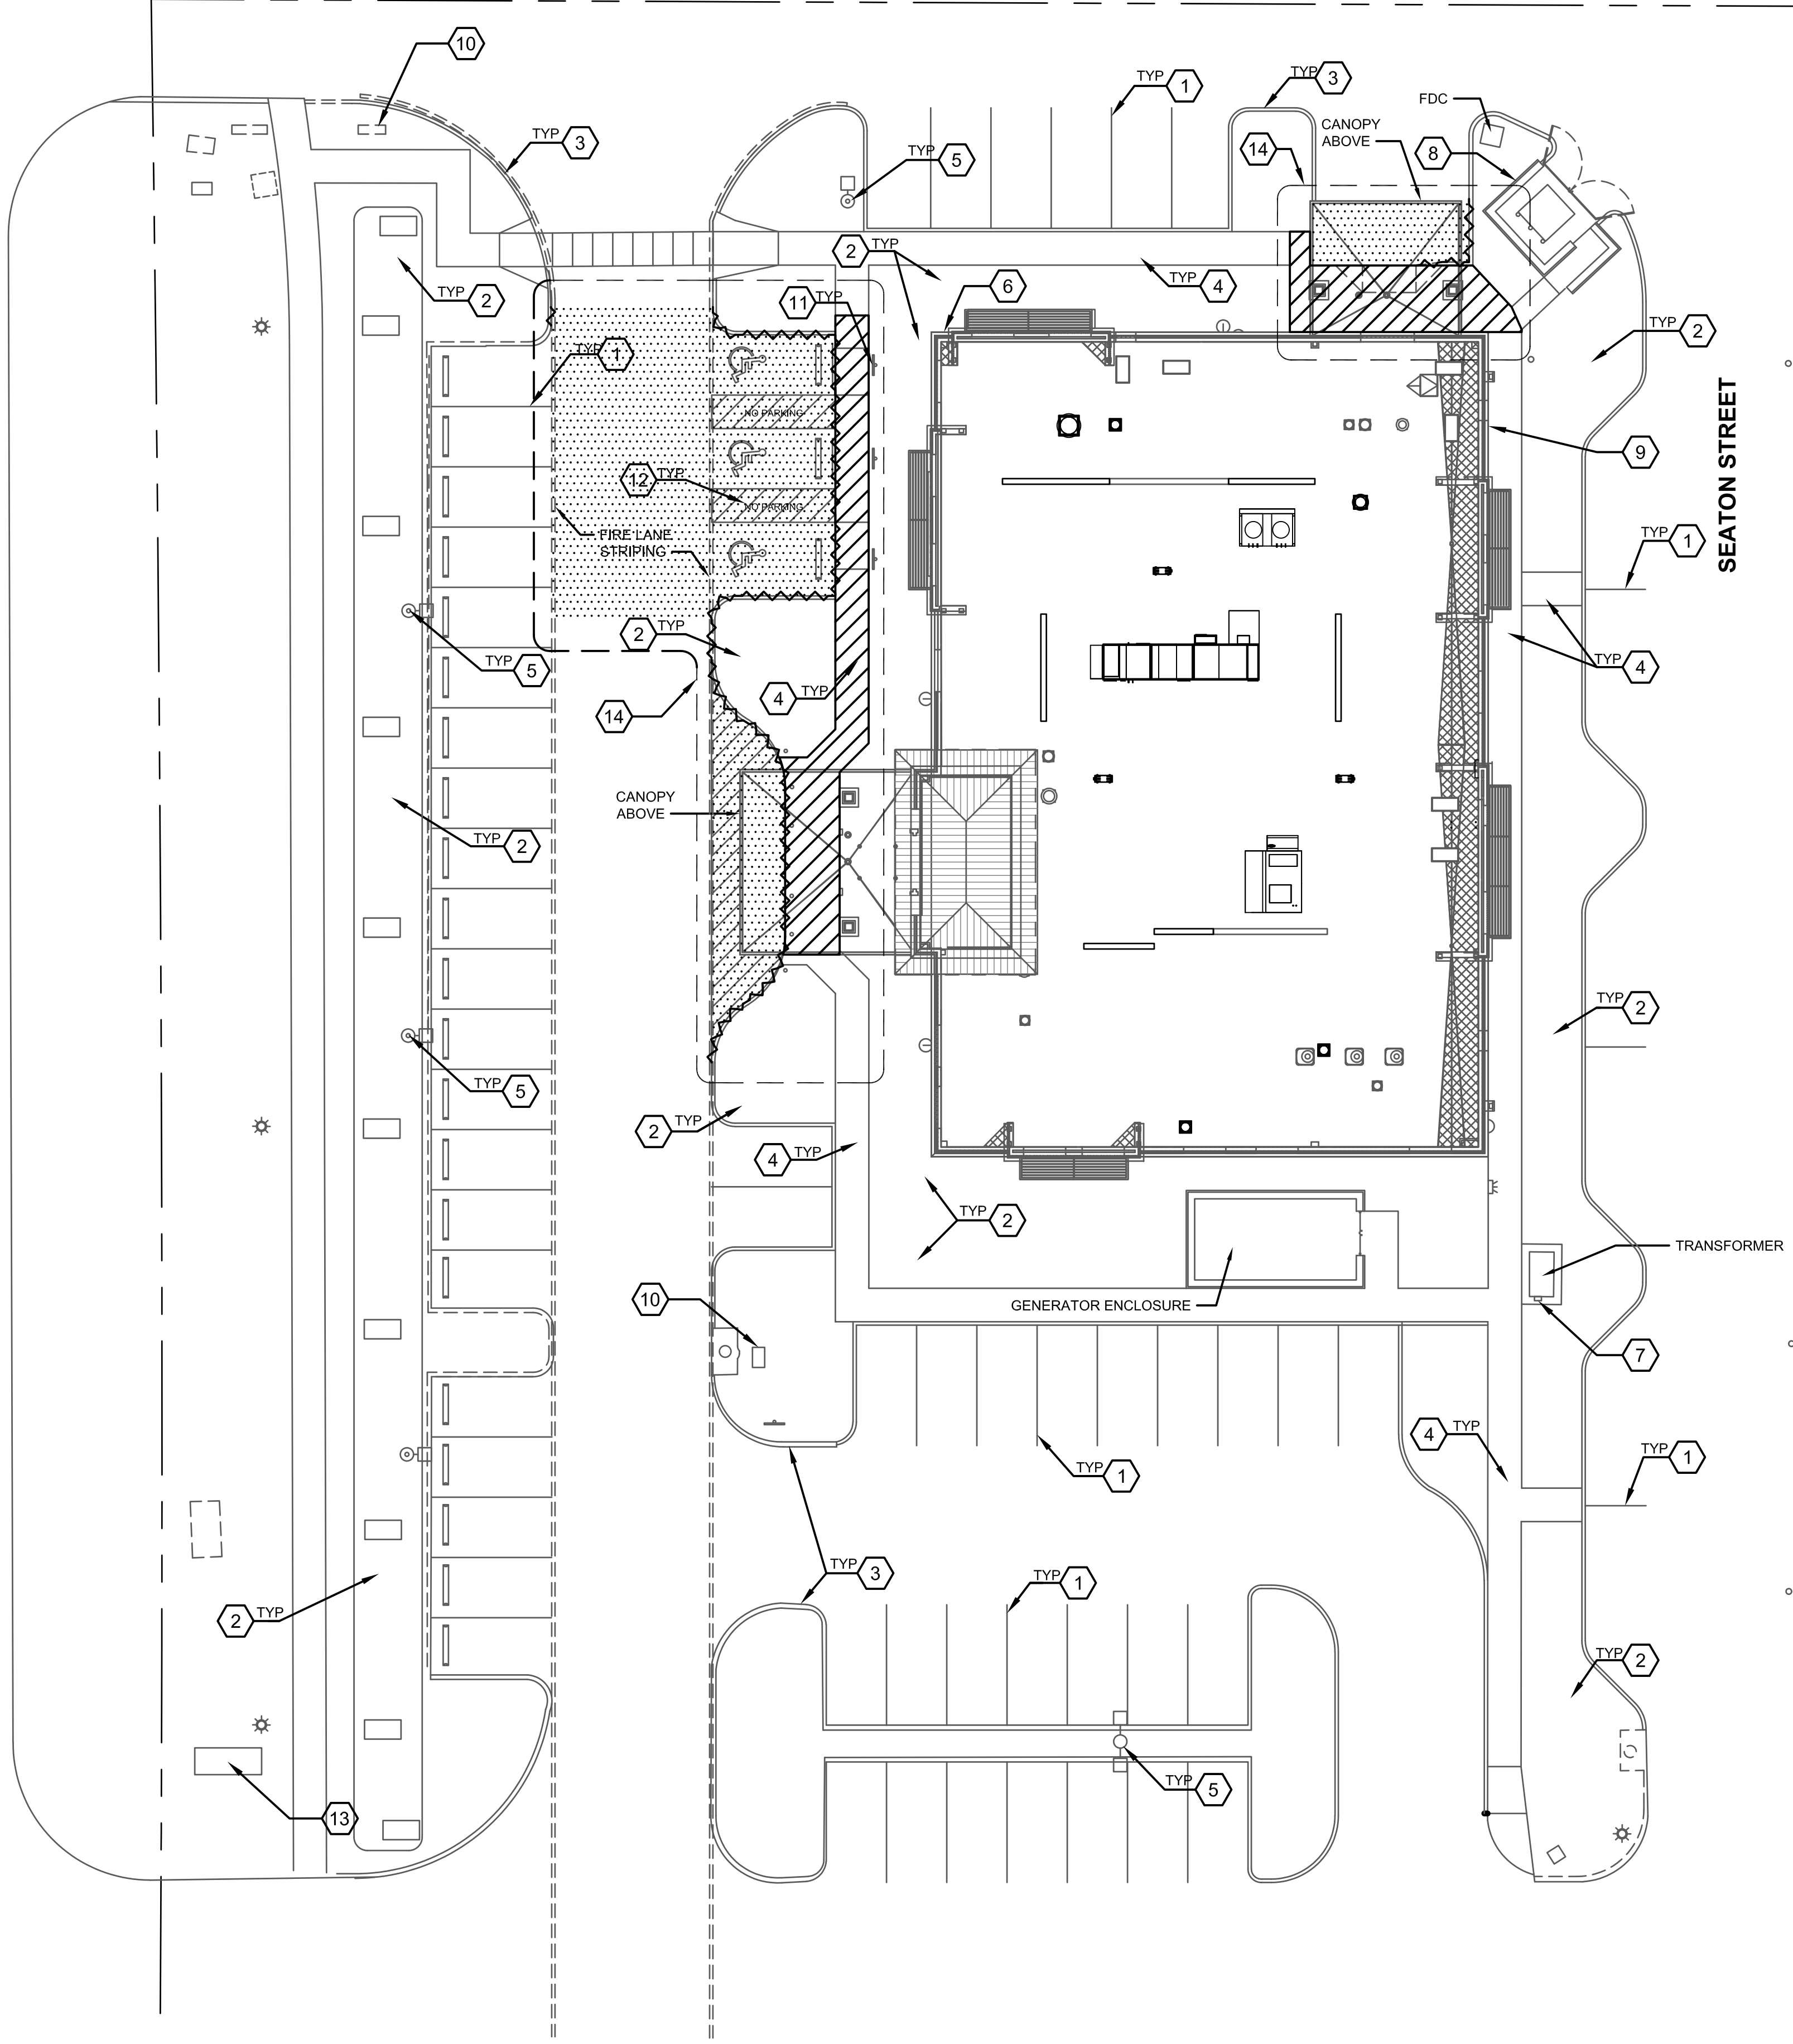 10
TYP 1
TYP 3
FDC
CANOPY
ABOVE
TYP 3
TYP 5
14
8
2 TYP
TYP 4
6
TYP 2
11 TYP
TYP 2
TYP 1
NO PARKING
SEATON STREET
9
12 TYP
NO PARKING
FIRE LANE
STRIPING
TYP 1
2 TYP
TYP 5
TYP 4
4 TYP
14
CANOPY
ABOVE
TYP 2
TYP 2
TYP 5
2 TYP
4 TYP
TYP 2
TRANSFORMER
10
GENERATOR ENCLOSURE
7
4 TYP
TYP 1
TYP 1
TYP 3
TYP 1
2 TYP
TYP 2
TYP 5
13